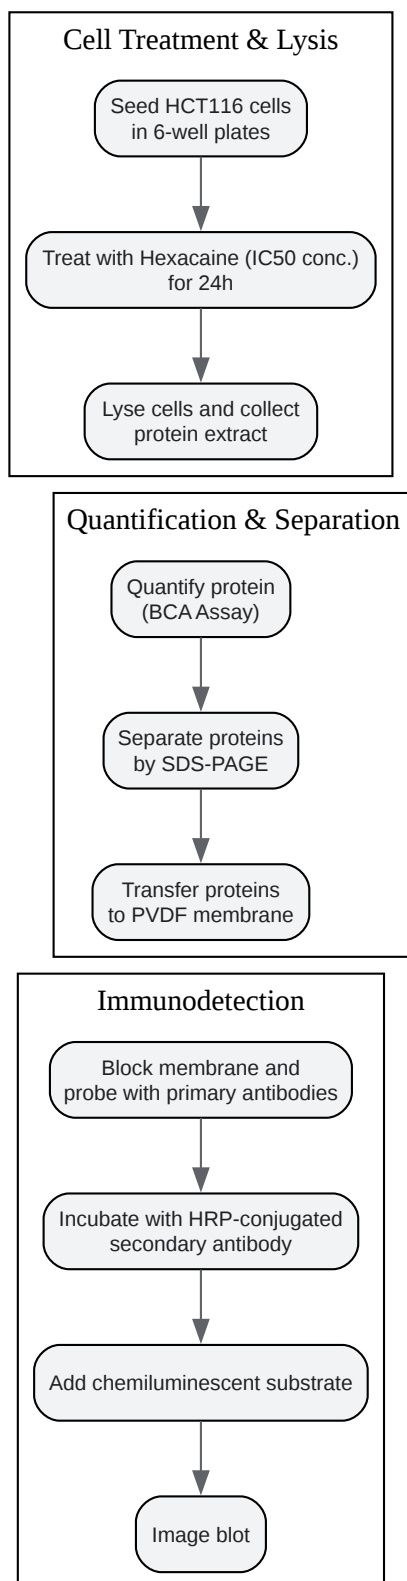 Cell Treatment & Lysis
Seed HCT116 cells
in 6-well plates
Treat with Hexacaine (IC50 conc.)
for 24h
Lyse cells and collect
protein extract
Quantification & Separation
Quantify protein
(BCA Assay)
Separate proteins
by SDS-PAGE
Transfer proteins
to PVDF membrane
Immunodetection
Block membrane and
probe with primary antibodies
Incubate with HRP-conjugated
secondary antibody
Add chemiluminescent substrate
Image blot